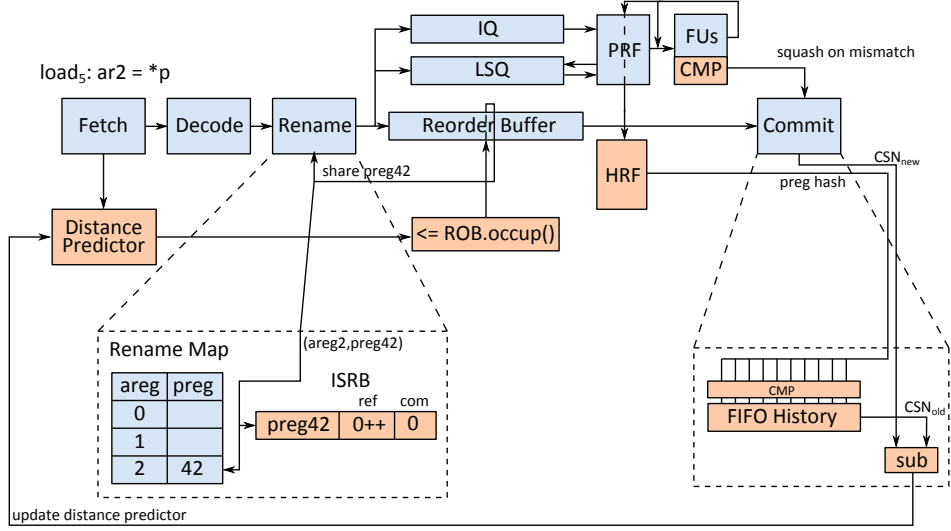 IQ
PRF
FUs
squash on mismatch
load5: ar2 = *p
LSQ
CMP
Fetch
Decode
Rename
Reorder Buffer
Commit
share preg42
HRF
preg hash
CSNnew
Distance
Predictor
<= ROB.occup()
(areg2,preg42)
Rename Map
ISRB
areg preg
ref com
0
preg42 0++ 0
1
2 42
CMP
FIFO History
CSNold
sub
update distance predictor